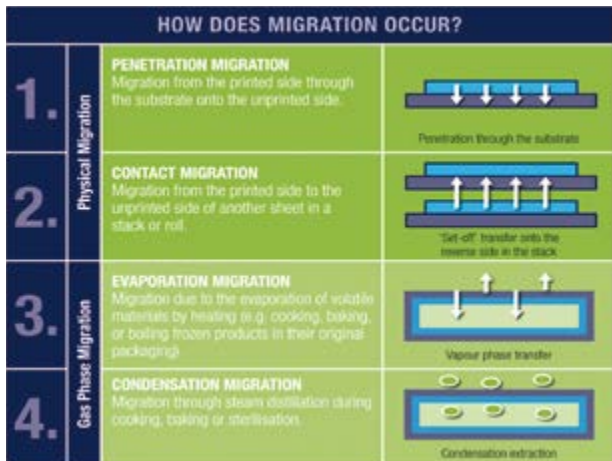 HOW DOES MIGRATION OCCUR?
1.
Physical Migration
PENETRATION MIGRATION
Migration from the printed side through
the substrate onto the unprinted side.
Penetration through the substrate
2.
CONTACT MIGRATION
Migration from the printed side to the
unprinted side of another sheet in a
stack or roll.
"Set-off" transfer onto the
reverse side in the stack
3.
Gas Phase Migration
EVAPORATION MIGRATION
Migration due to the evaporation of volatile
materials by heating (e.g. cooking, baking,
or boiling frozen products in their original
packaging)
Vapour phase transfer
4.
CONDENSATION MIGRATION
Migration through steam distillation during
cooking, baking or sterilisation.
Condensation extraction